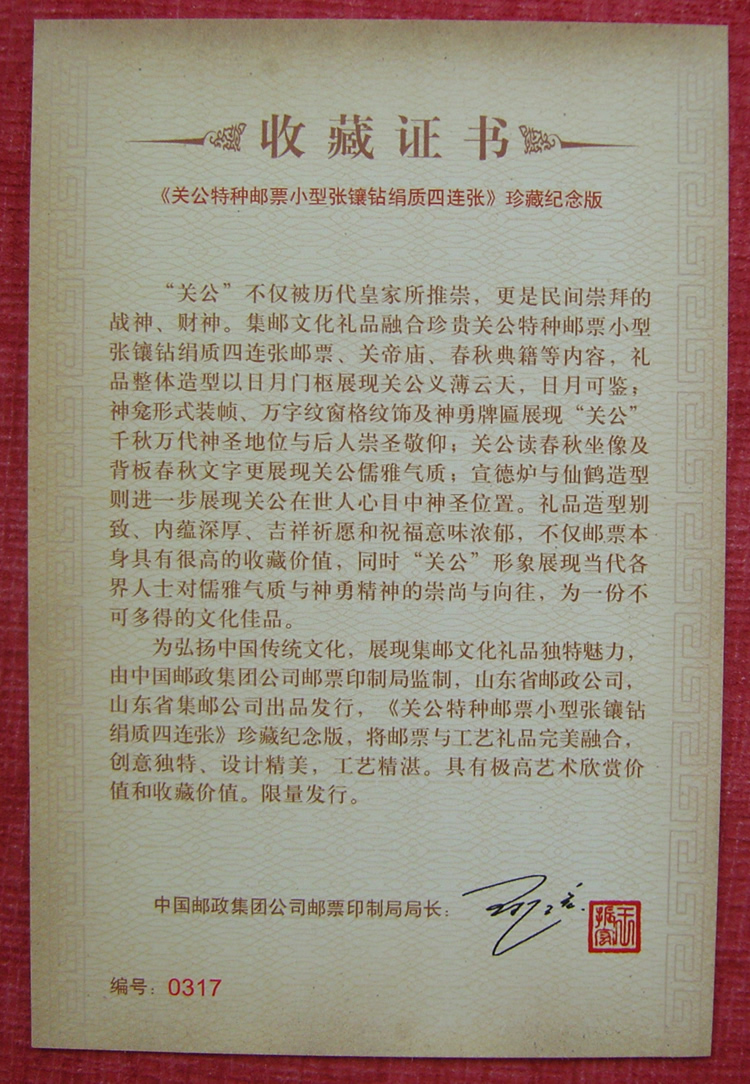 收藏证书
《关公特种邮票小型张镶钻绢质四连张》珍藏纪念版
“关公”不仅被历代皇家所推崇，更是民间崇拜的
战神、财神。集邮文化礼品融合珍贵关公特种邮票小型
张镶钻绢质四连张邮票、关帝庙、春秋典籍等内容，礼
品整体造型以日月门枢展现关公义薄云天，日月可鉴；
神龛形式装帧、万字纹窗格纹饰及神勇牌匾展现“关公”
千秋万代神圣地位与后人崇圣敬仰；关公读春秋坐像及
背板春秋文字更展现关公儒雅气质；宣德炉与仙鹤造型
则进一步展现关公在世人心目中神圣位置。礼品造型别
致、内蕴深厚、吉祥祈愿和祝福意味浓郁，不仅邮票本
身具有很高的收藏价值，同时“关公”形象展现当代各
界人士对儒雅气质与神勇精神的崇尚与向往，为一份不
可多得的文化佳品。
为弘扬中国传统文化，展现集邮文化礼品独特魅力，
由中国邮政集团公司邮票印制局监制，山东省邮政公司，
山东省集邮公司出品发行，《关公特种邮票小型张镶钻
绢质四连张》珍藏纪念版，将邮票与工艺礼品完美融合，
创意独特、设计精美，工艺精湛。具有极高艺术欣赏价
值和收藏价值。限量发行。
中国邮政集团公司邮票印制局局长：
编号：0317